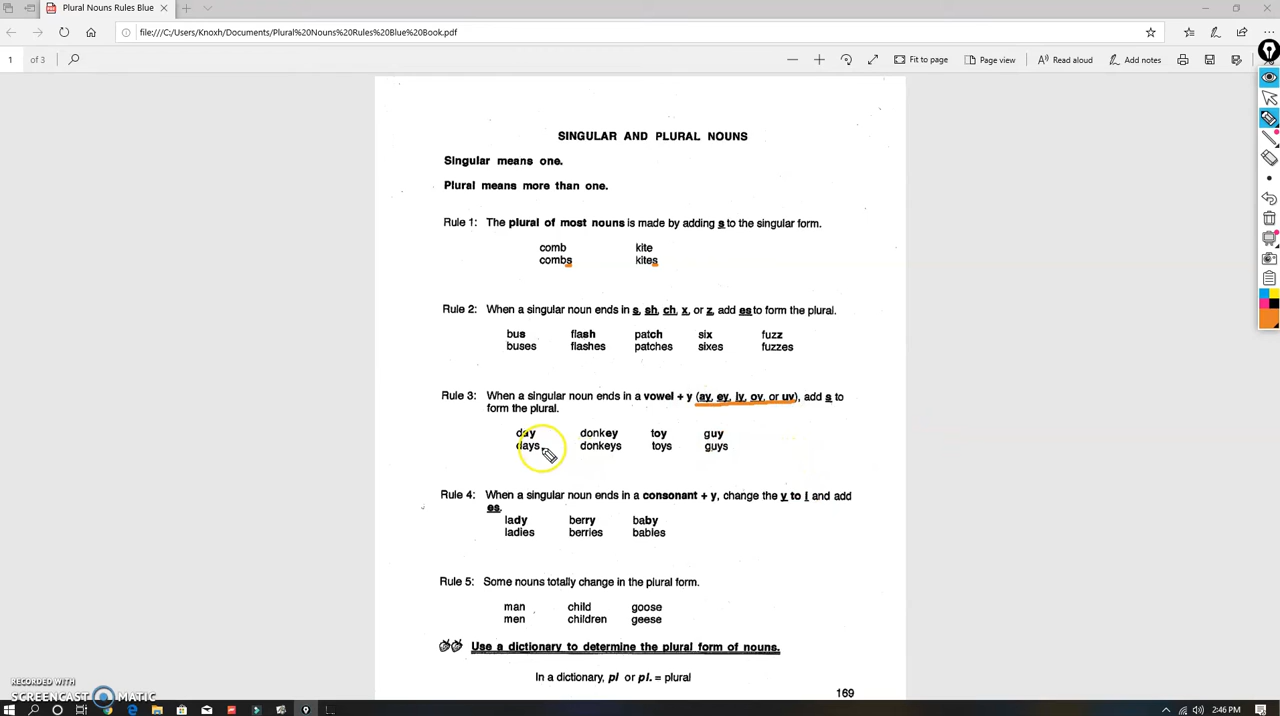 Plural Nouns Rules Blue Book
file:///C:/Users/Knoxh/Documents/Plural%20Nouns%20Rules%20Blue%20Book.pdf
1 of 3 Fit to page Page view Read aloud Add notes
SINGULAR AND PLURAL NOUNS
Singular means one.
Plural means more than one.
Rule 1: The plural of most nouns is made by adding s to the singular form.
comb kite
combs kites
Rule 2: When a singular noun ends in s, sh, ch, x, or z, add es to form the plural.
bus flash patch six fuzz
buses flashes patches sixes fuzzes
Rule 3: When a singular noun ends in a vowel + y (ay, ey, iy, oy, or uy), add s to
form the plural.
day donkey toy guy
days donkeys toys guys
Rule 4: When a singular noun ends in a consonant + y, change the y to i and add
es.
lady berry baby
ladies berries babies
Rule 5: Some nouns totally change in the plural form.
man child goose
men children geese
Use a dictionary to determine the plural form of nouns.
In a dictionary, pl or pl. = plural
169
RECORDED WITH
SCREENCAST MATIC
2:46 PM